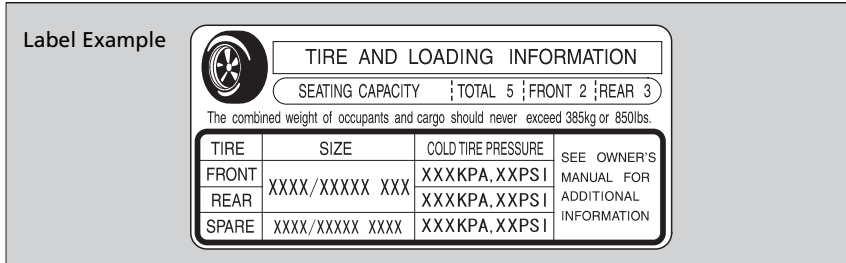 Label Example
TIRE AND LOADING INFORMATION
SEATING CAPACITY TOTAL 5 FRONT 2 REAR 3
The combined weight of occupants and cargo should never exceed 385kg or 850lbs.
TIRE SIZE COLD TIRE PRESSURE SEE OWNER'S MANUAL FOR ADDITIONAL INFORMATION
FRONT XXXX/XXXXX XXX XXXKPA,XXPSI
REAR XXXKPA,XXPSI
SPARE XXXX/XXXXX XXXX XXXKPA,XXPSI